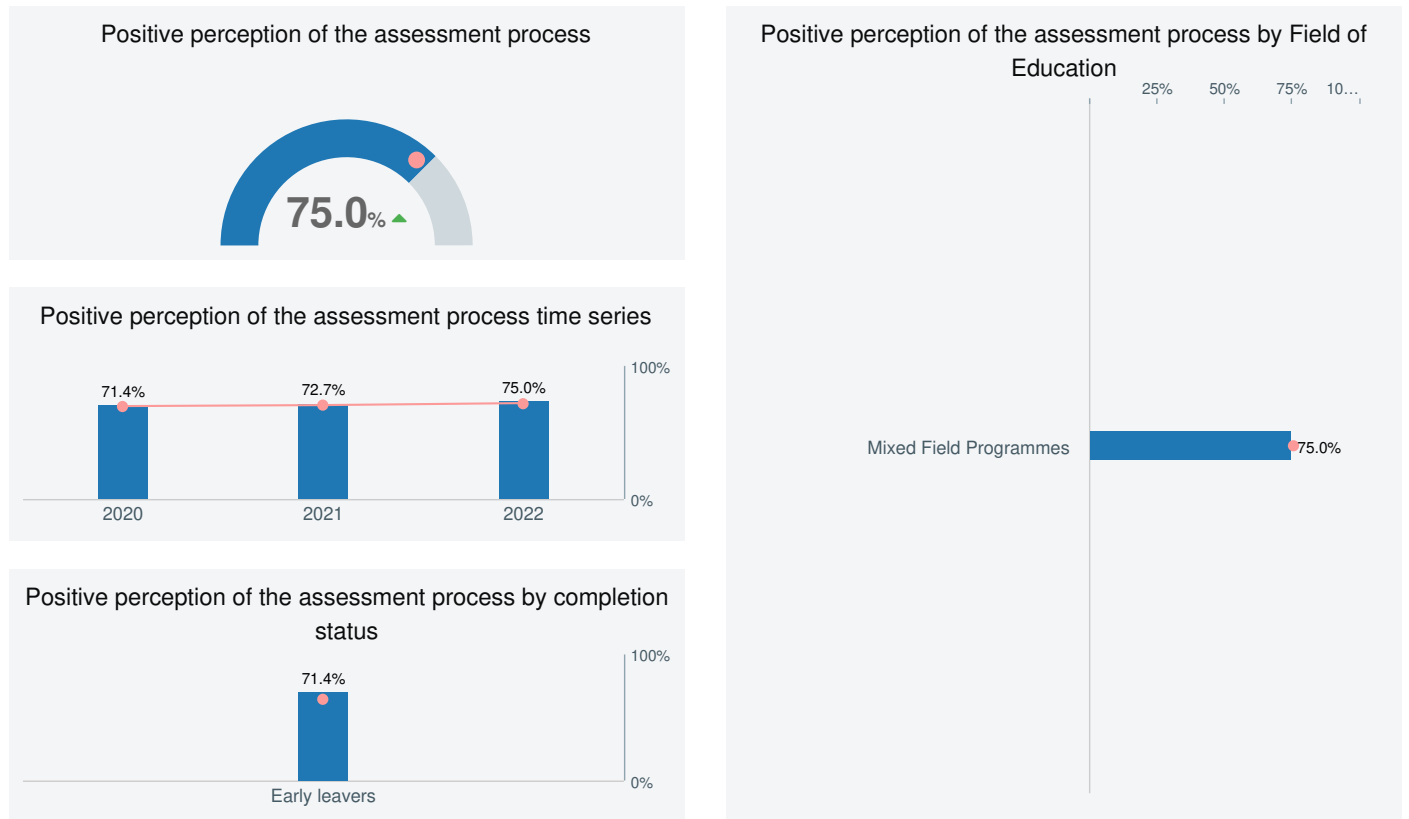 Positive perception of the assessment process
75.0%
Positive perception of the assessment process time series
100%
71.4%
72.7%
75.0%
0%
2020
2021
2022
Positive perception of the assessment process by completion
status
100%
71.4%
0%
Early leavers
Positive perception of the assessment process by Field of
Education
25%
50%
75%
10…
Mixed Field Programmes
75.0%